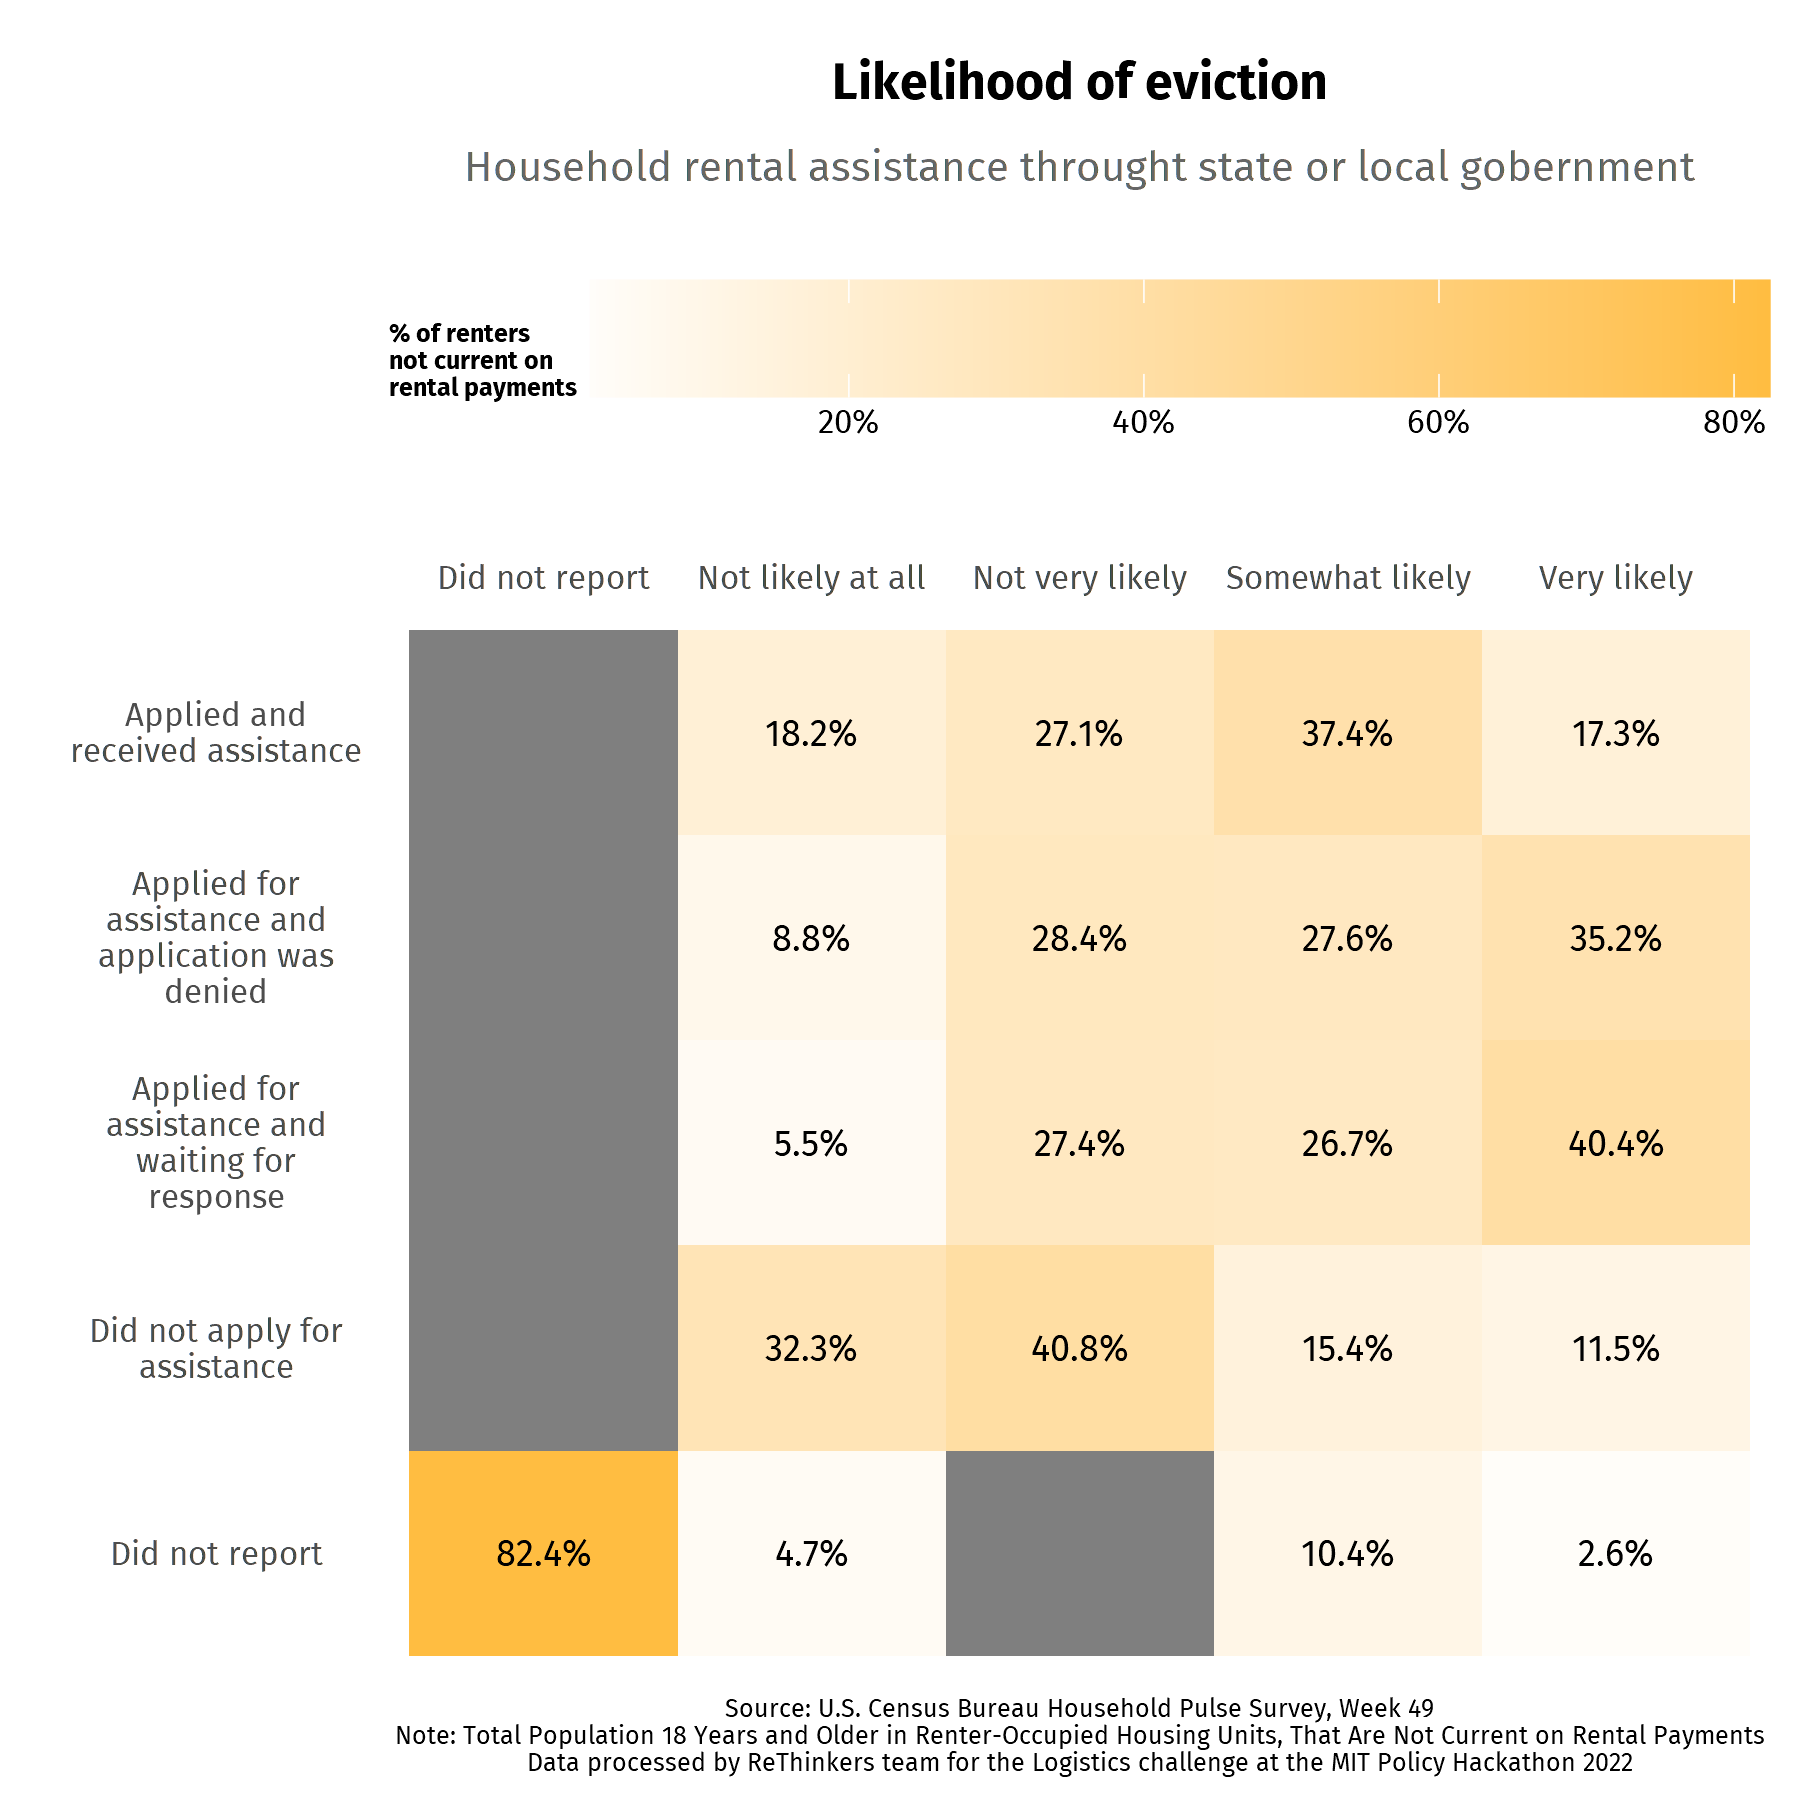 Likelihood of eviction
Household rental assistance throught state or local gobernment
% of renters
not current on
rental payments
20% 40% 60% 80%
Did not report Not likely at all Not very likely Somewhat likely Very likely
Applied and
received assistance
18.2% 27.1% 37.4% 17.3%
Applied for
assistance and
application was
denied
8.8% 28.4% 27.6% 35.2%
Applied for
assistance and
waiting for
response
5.5% 27.4% 26.7% 40.4%
Did not apply for
assistance
32.3% 40.8% 15.4% 11.5%
Did not report
82.4% 4.7% 10.4% 2.6%
Source: U.S. Census Bureau Household Pulse Survey, Week 49
Note: Total Population 18 Years and Older in Renter-Occupied Housing Units, That Are Not Current on Rental Payments
Data processed by ReThinkers team for the Logistics challenge at the MIT Policy Hackathon 2022